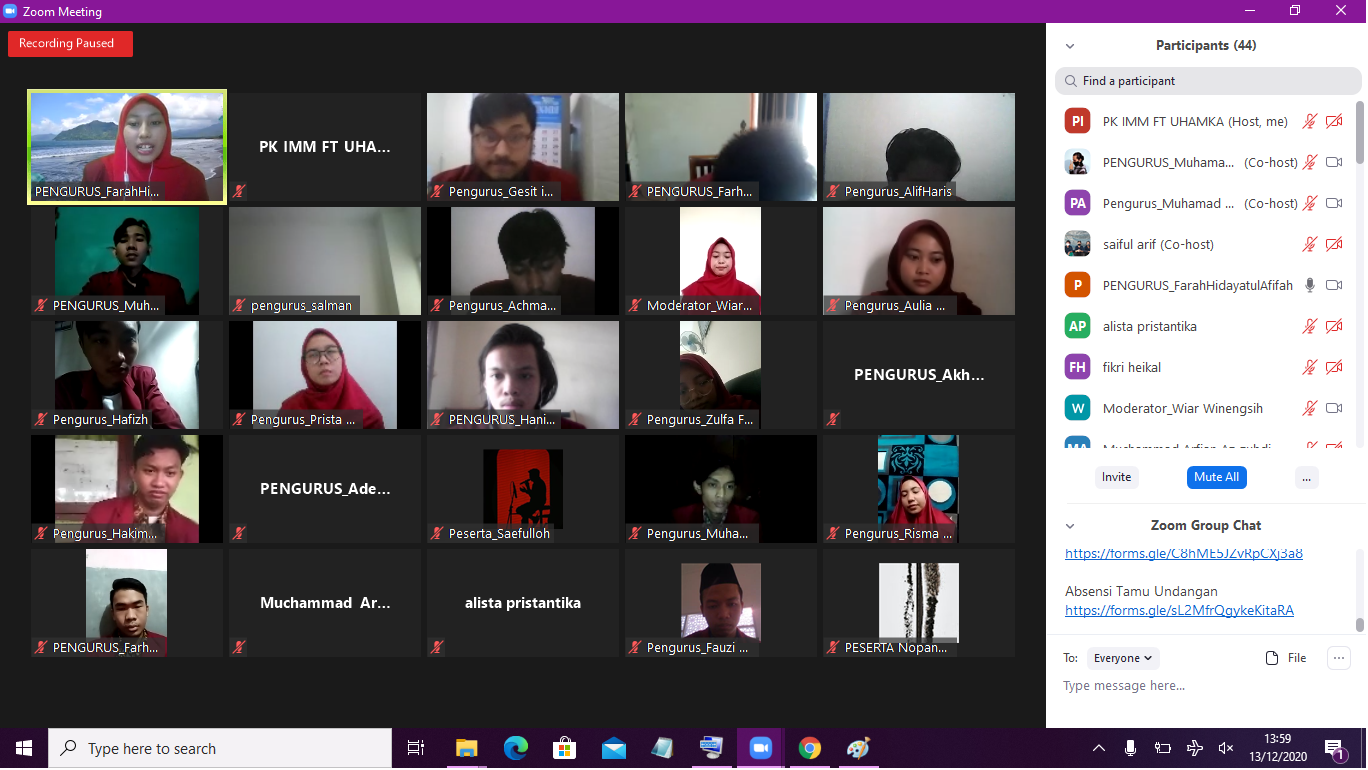 Zoom Meeting
Recording Paused
PENGURUS_FarahHi...
PK IMM FT UHA...
Pengurus_Gesit i...
PENGURUS_Farh...
Pengurus_AlifHaris
PENGURUS_Muh...
pengurus_salman
Pengurus_Achma...
Moderator_Wiar...
Pengurus_Aulia ...
Pengurus_Hafizh
Pengurus_Prista ...
PENGURUS_Hani...
Pengurus_Zulfa F...
PENGURUS_Akh...
Pengurus_Hakim...
PENGURUS_Ade...
Peserta_Saefulloh
Pengurus_Muha...
Pengurus_Risma ...
PENGURUS_Farh...
Muchammad Ar...
alista pristantika
Pengurus_Fauzi ...
PESERTA Nopan...
Participants (44)
Find a participant
PI PK IMM FT UHAMKA (Host, me)
PENGURUS_Muhama... (Co-host)
PA Pengurus_Muhamad ... (Co-host)
saiful arif (Co-host)
P PENGURUS_FarahHidayatulAfifah
AP alista pristantika
FH fikri heikal
W Moderator_Wiar Winengsih
Invite
Mute All
...
Zoom Group Chat
https://forms.gle/C8hME5JZvRpCXj3a8
Absensi Tamu Undangan
https://forms.gle/sL2MfrQgykeKitaRA
To: Everyone
File
...
Type message here...
Type here to search
13:59
13/12/2020
1